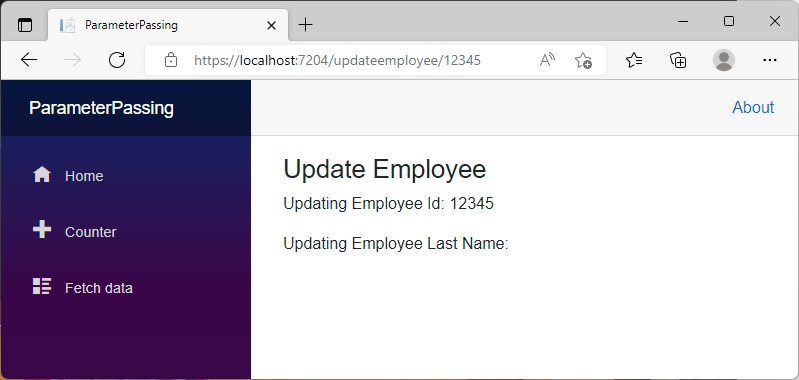 ParameterPassing
https://localhost:7204/updateemployee/12345
ParameterPassing
About
Home
Counter
Fetch data
Update Employee
Updating Employee Id: 12345
Updating Employee Last Name: